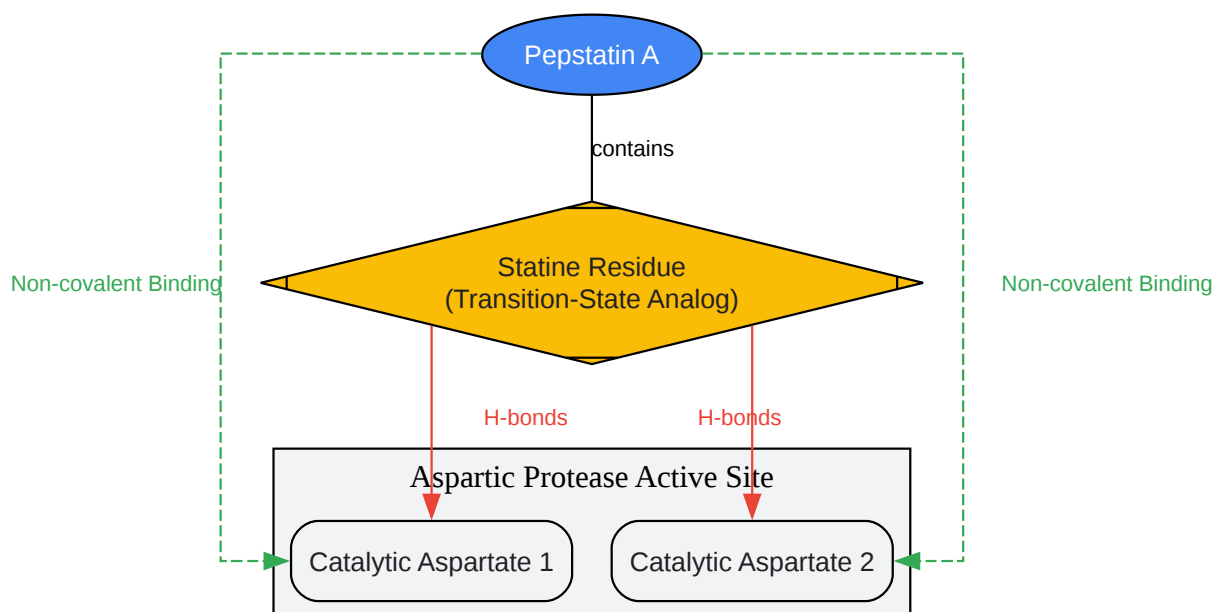 Pepstatin A
contains
Statine Residue
(Transition-State Analog)
Non-covalent Binding
Non-covalent Binding
H-bonds
H-bonds
Aspartic Protease Active Site
Catalytic Aspartate 1
Catalytic Aspartate 2